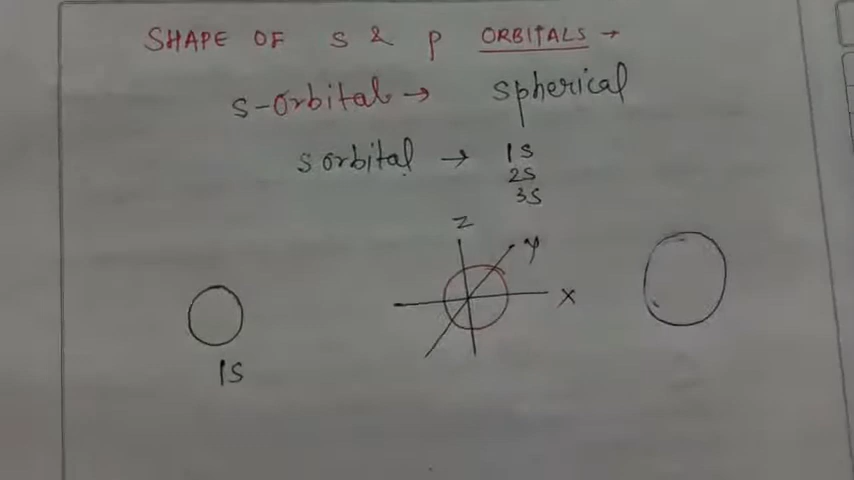 SHAPE OF S & P ORBITALS →
s-orbital → spherical
s orbital → 1s
2s
3s
z
y
x
1s